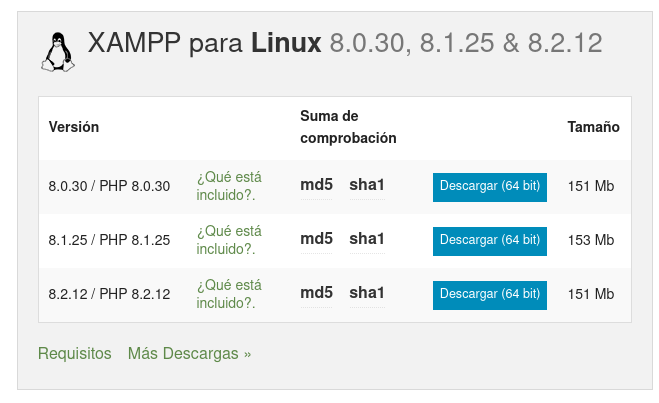 XAMPP para Linux 8.0.30, 8.1.25 & 8.2.12
Versión
Suma de
comprobación
Tamaño
8.0.30 / PHP 8.0.30
¿Qué está
incluido?.
md5 sha1
Descargar (64 bit)
151 Mb
8.1.25 / PHP 8.1.25
¿Qué está
incluido?.
md5 sha1
Descargar (64 bit)
153 Mb
8.2.12 / PHP 8.2.12
¿Qué está
incluido?.
md5 sha1
Descargar (64 bit)
151 Mb
Requisitos Más Descargas »